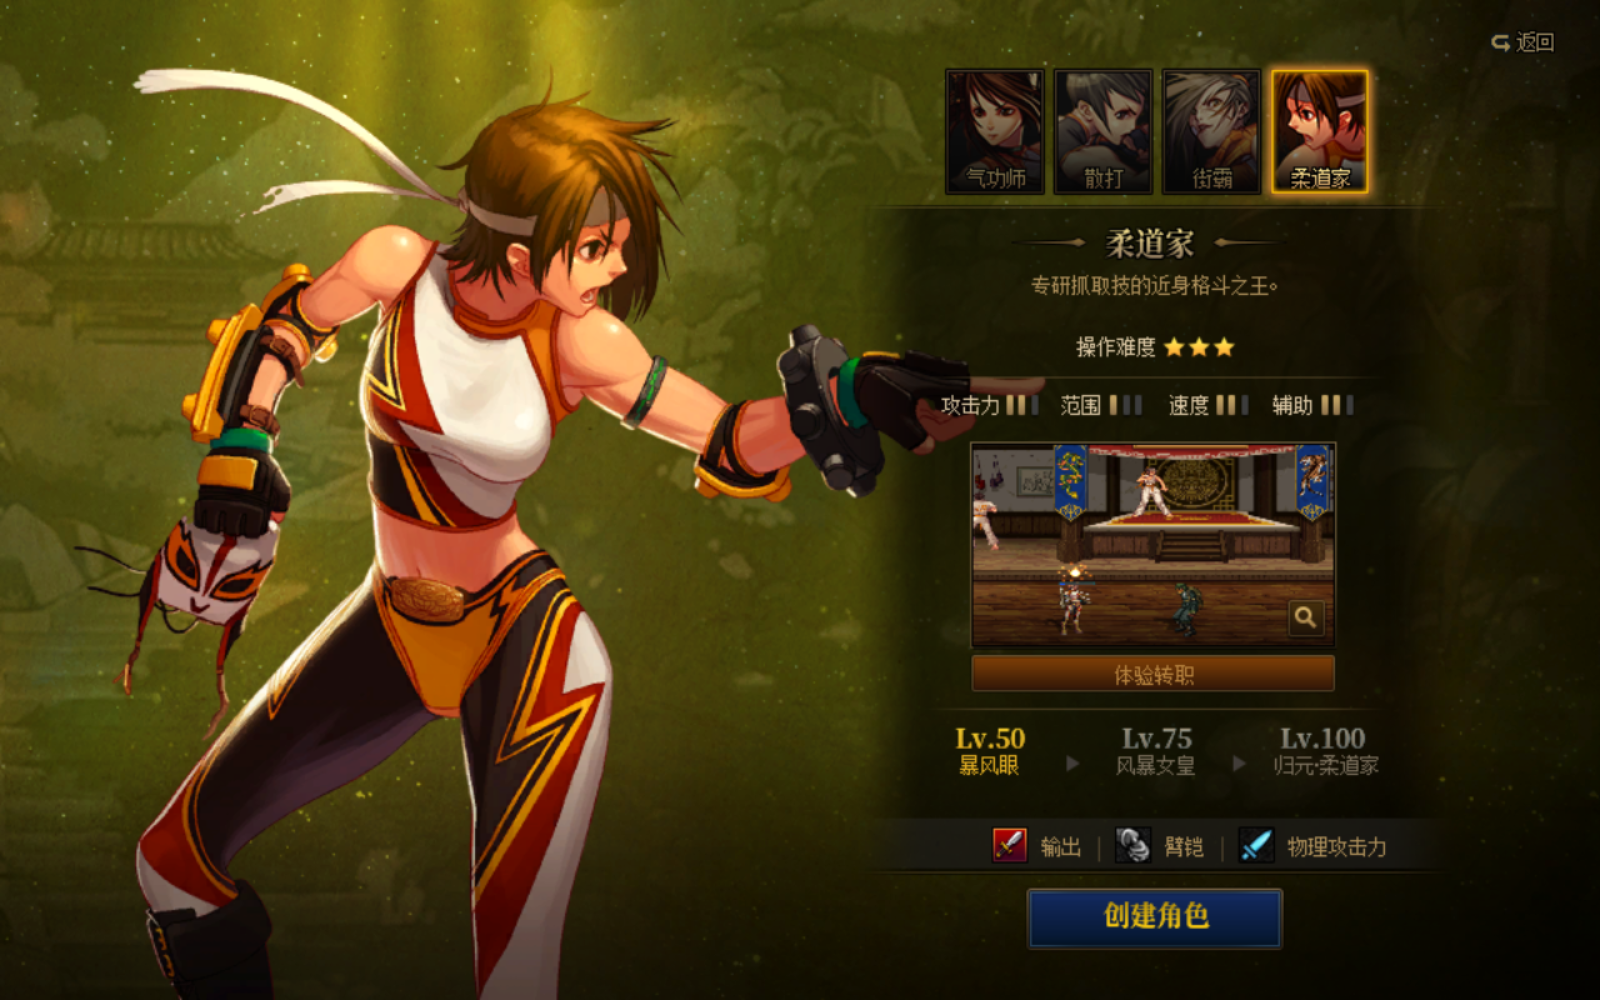 返回
气功师 散打 街霸 柔道家
柔道家
专研抓取技的近身格斗之王。
操作难度
攻击力 范围 速度 辅助
体验转职
Lv.50 Lv.75 Lv.100
暴风眼 风暴女皇 归元·柔道家
输出 | 臂铠 | 物理攻击力
创建角色